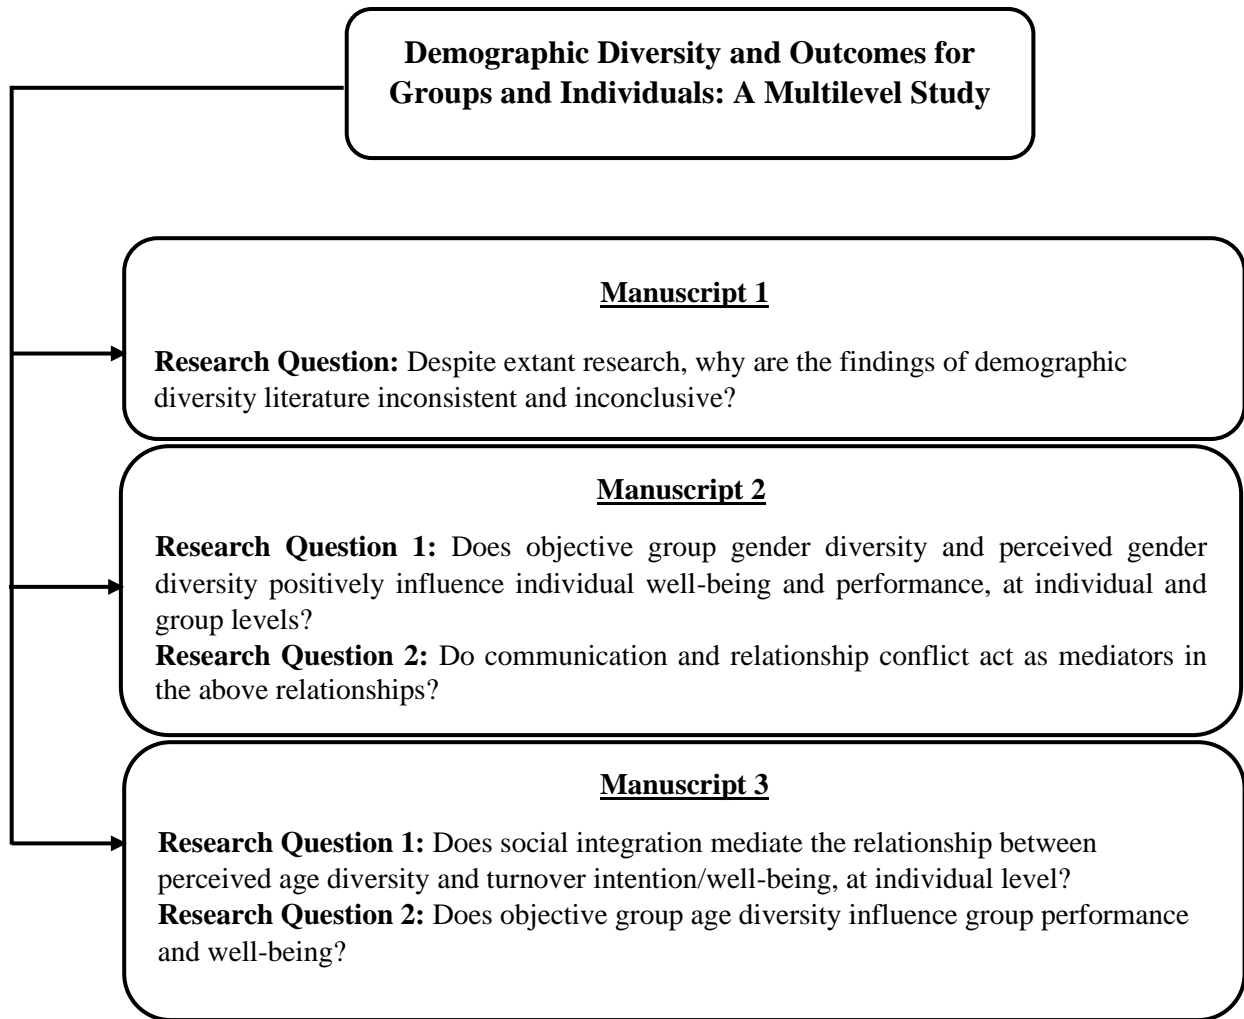 Demographic Diversity and Outcomes for
Groups and Individuals: A Multilevel Study
Manuscript 1
Research Question: Despite extant research, why are the findings of demographic
diversity literature inconsistent and inconclusive?
Manuscript 2
Research Question 1: Does objective group gender diversity and perceived gender
diversity positively influence individual well-being and performance, at individual and
group levels?
Research Question 2: Do communication and relationship conflict act as mediators in
the above relationships?
Manuscript 3
Research Question 1: Does social integration mediate the relationship between
perceived age diversity and turnover intention/well-being, at individual level?
Research Question 2: Does objective group age diversity influence group performance
and well-being?